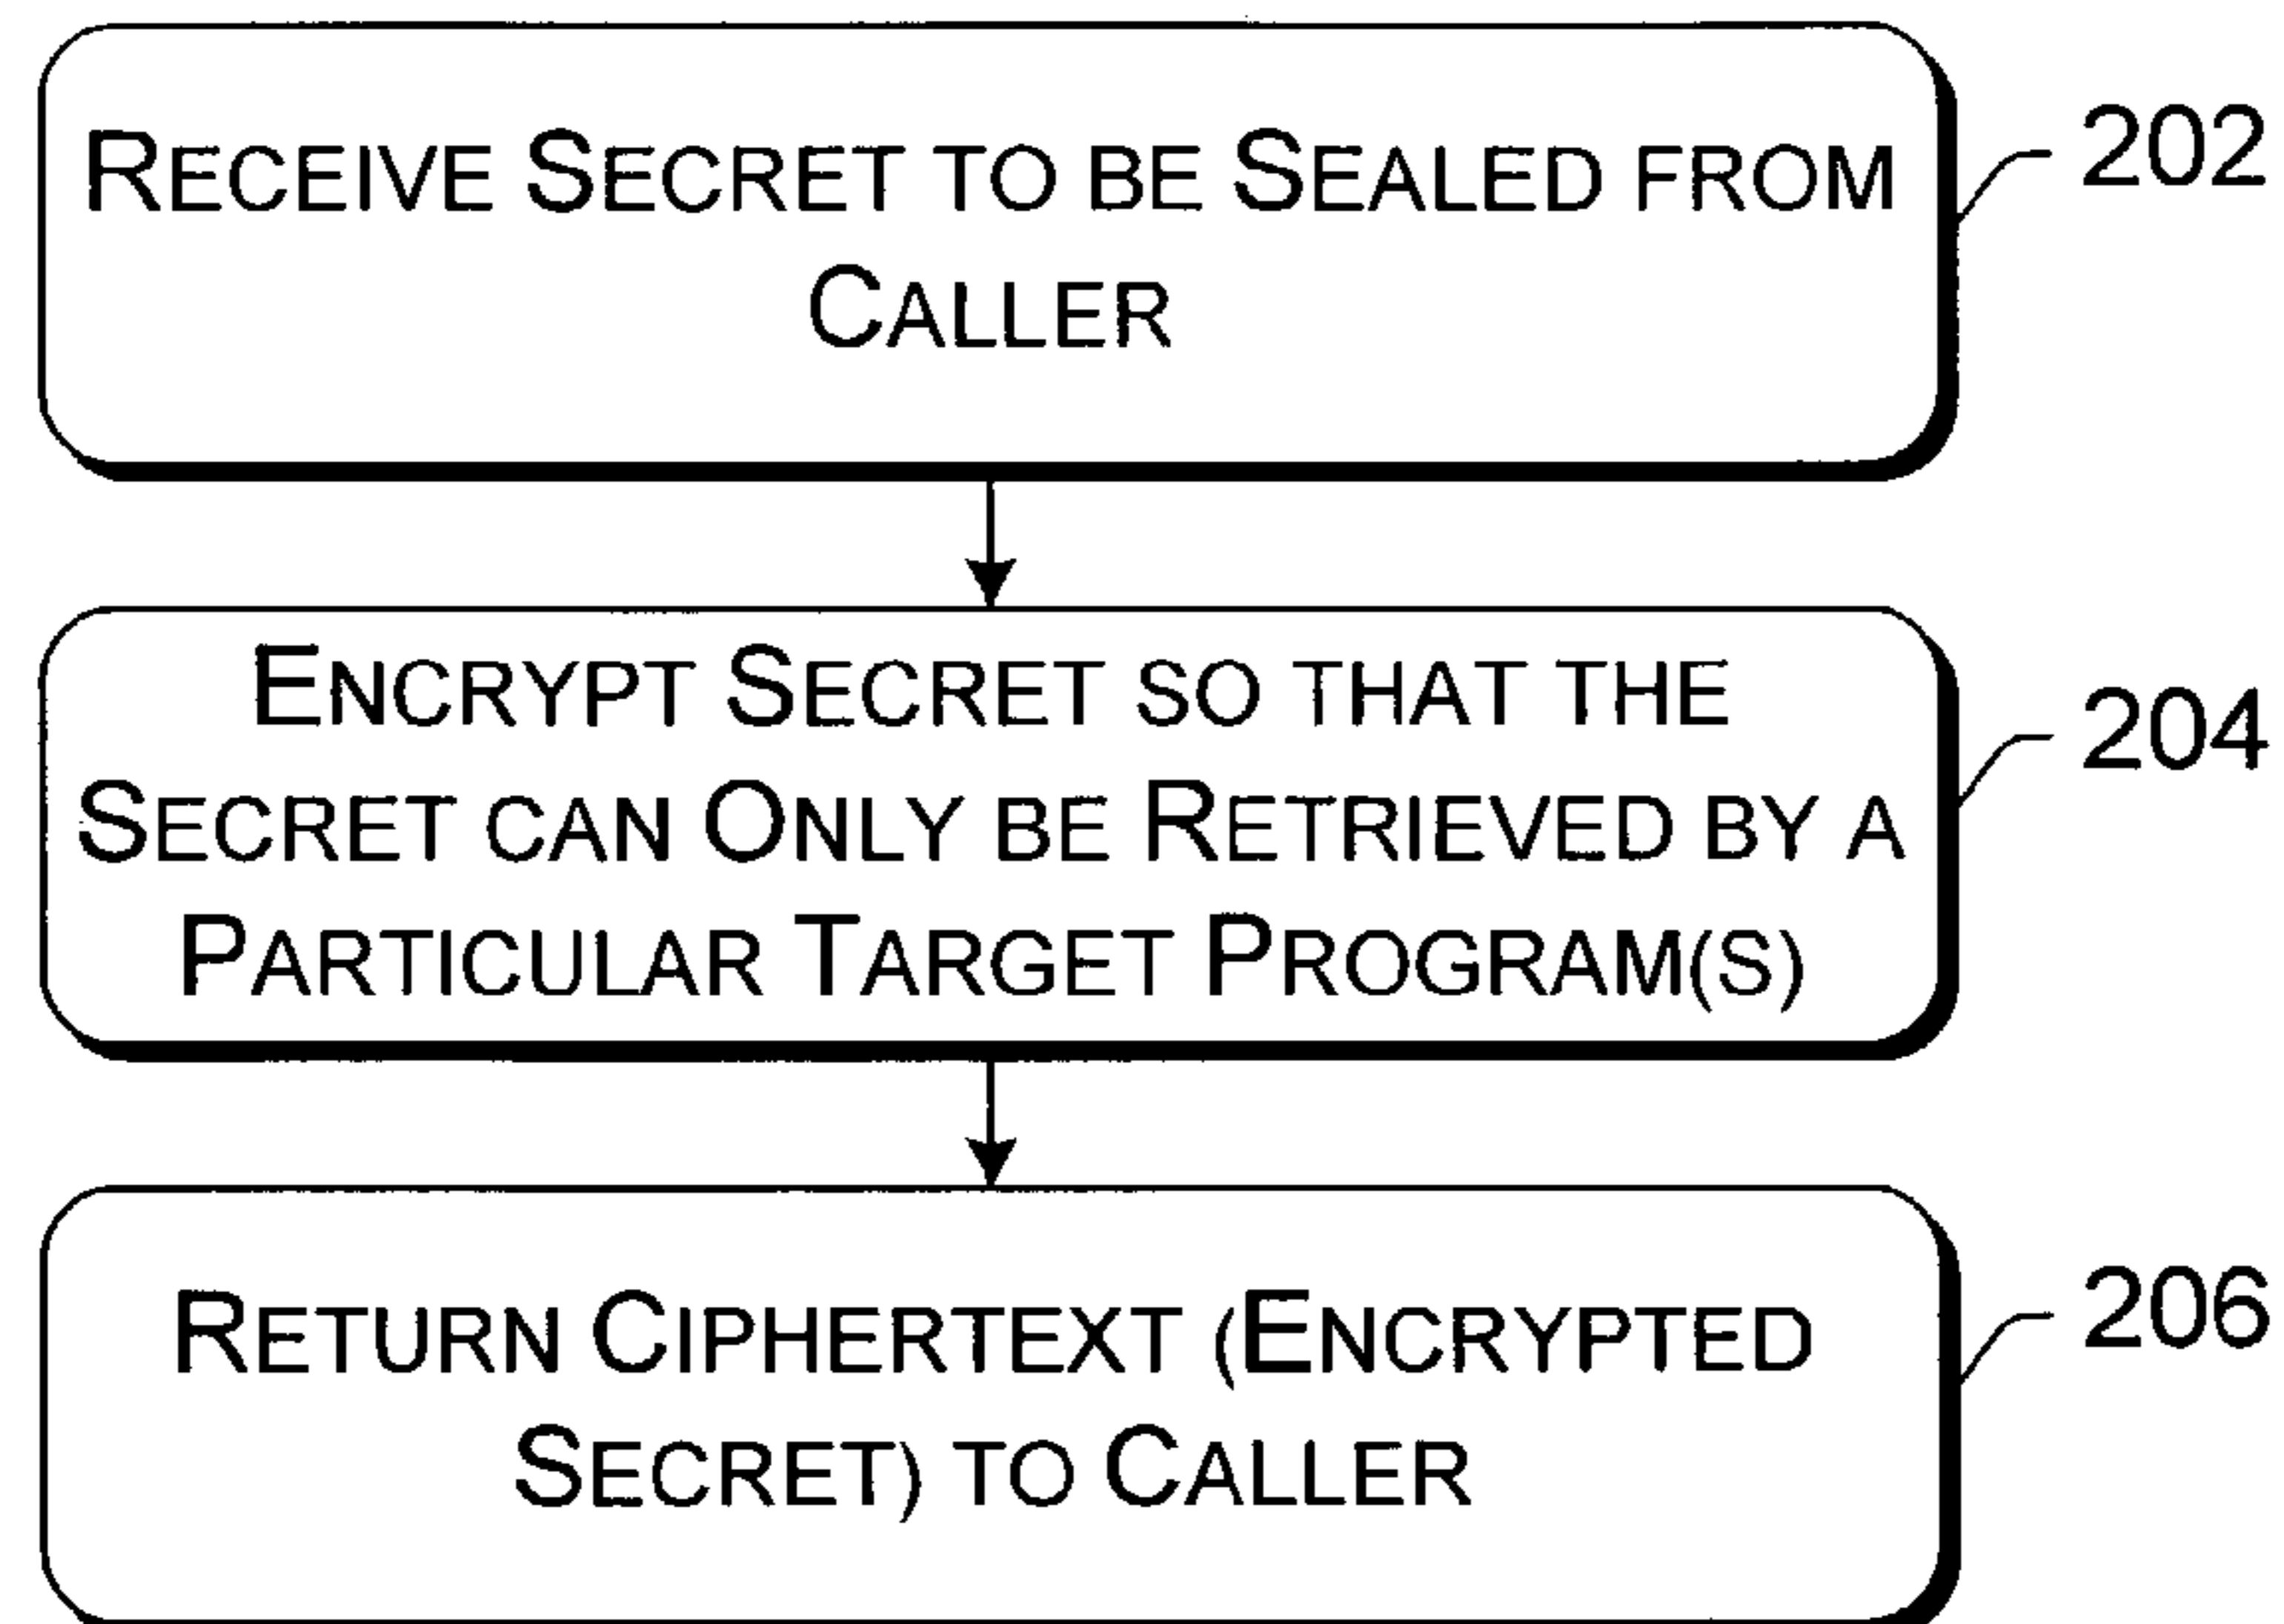 RECEIVE SECRET TO BE SEALED FROM
CALLER
202
ENCRYPT SECRET SO THAT THE
SECRET CAN ONLY BE RETRIEVED BY A
PARTICULAR TARGET PROGRAM(S)
204
RETURN CIPHERTEXT (ENCRYPTED
SECRET) TO CALLER
206